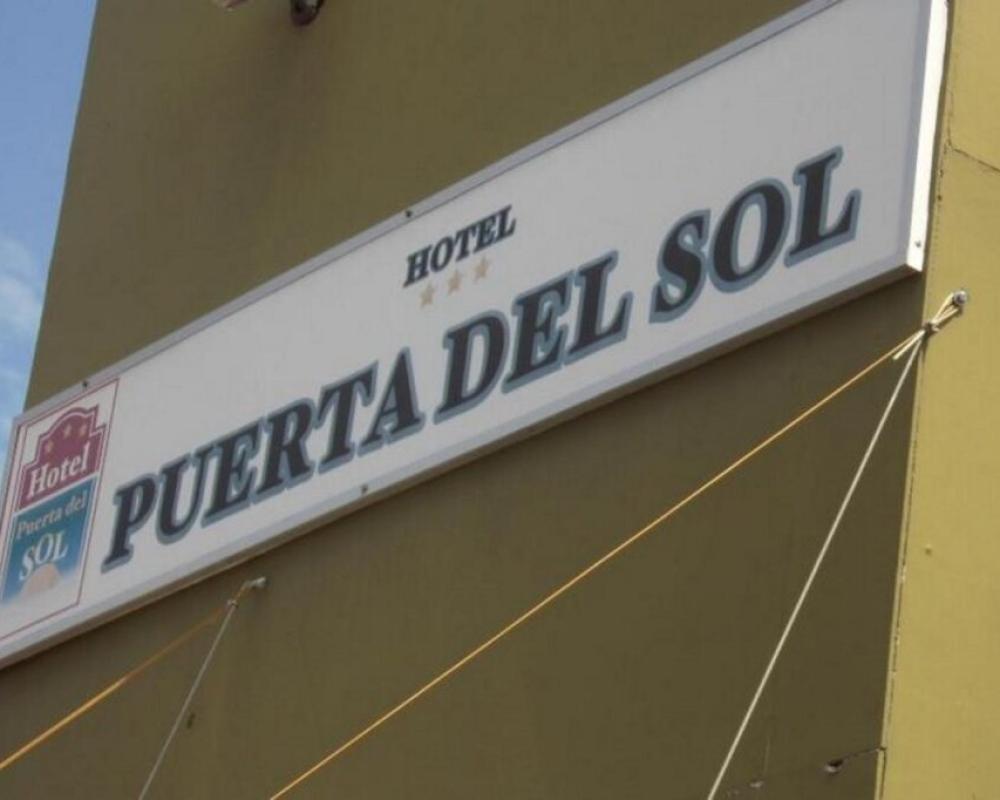 HOTEL
PUERTA DEL SOL
Hotel
Puerta del
SOL